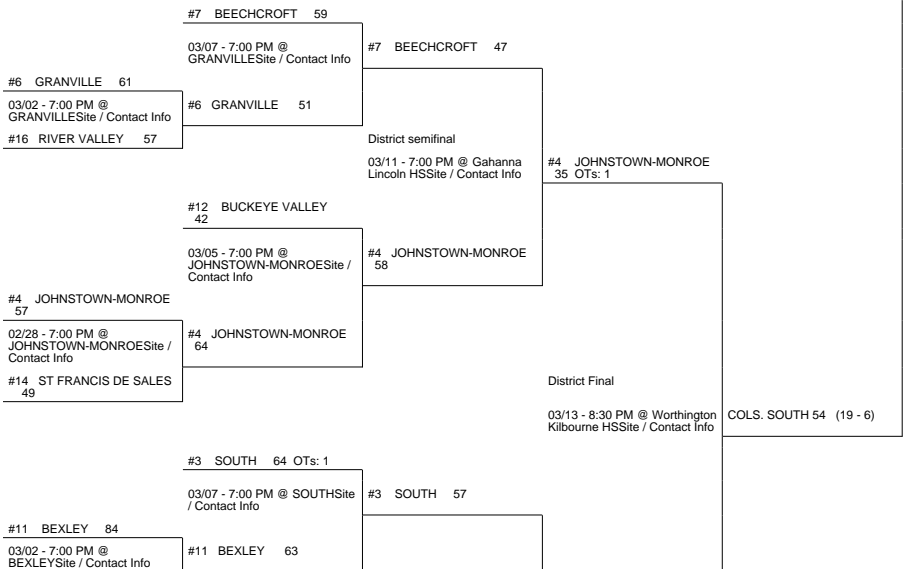 #7 BEECHCROFT 59
03/07 - 7:00 PM @
GRANVILLESite / Contact Info
#7 BEECHCROFT 47
#6 GRANVILLE 61
03/02 - 7:00 PM @
GRANVILLESite / Contact Info
#6 GRANVILLE 51
#16 RIVER VALLEY 57
District semifinal
03/11 - 7:00 PM @ Gahanna
Lincoln HSSite / Contact Info
#4 JOHNSTOWN-MONROE
35 OTs: 1
#12 BUCKEYE VALLEY
42
03/05 - 7:00 PM @
JOHNSTOWN-MONROESite /
Contact Info
#4 JOHNSTOWN-MONROE
58
#4 JOHNSTOWN-MONROE
57
02/28 - 7:00 PM @
JOHNSTOWN-MONROESite /
Contact Info
#4 JOHNSTOWN-MONROE
64
#14 ST FRANCIS DE SALES
49
District Final
03/13 - 8:30 PM @ Worthington
Kilbourne HSSite / Contact Info
COLS. SOUTH 54 (19 - 6)
#3 SOUTH 64 OTs: 1
03/07 - 7:00 PM @ SOUTHSite
/ Contact Info
#3 SOUTH 57
#11 BEXLEY 84
03/02 - 7:00 PM @
BEXLEYSite / Contact Info
#11 BEXLEY 63